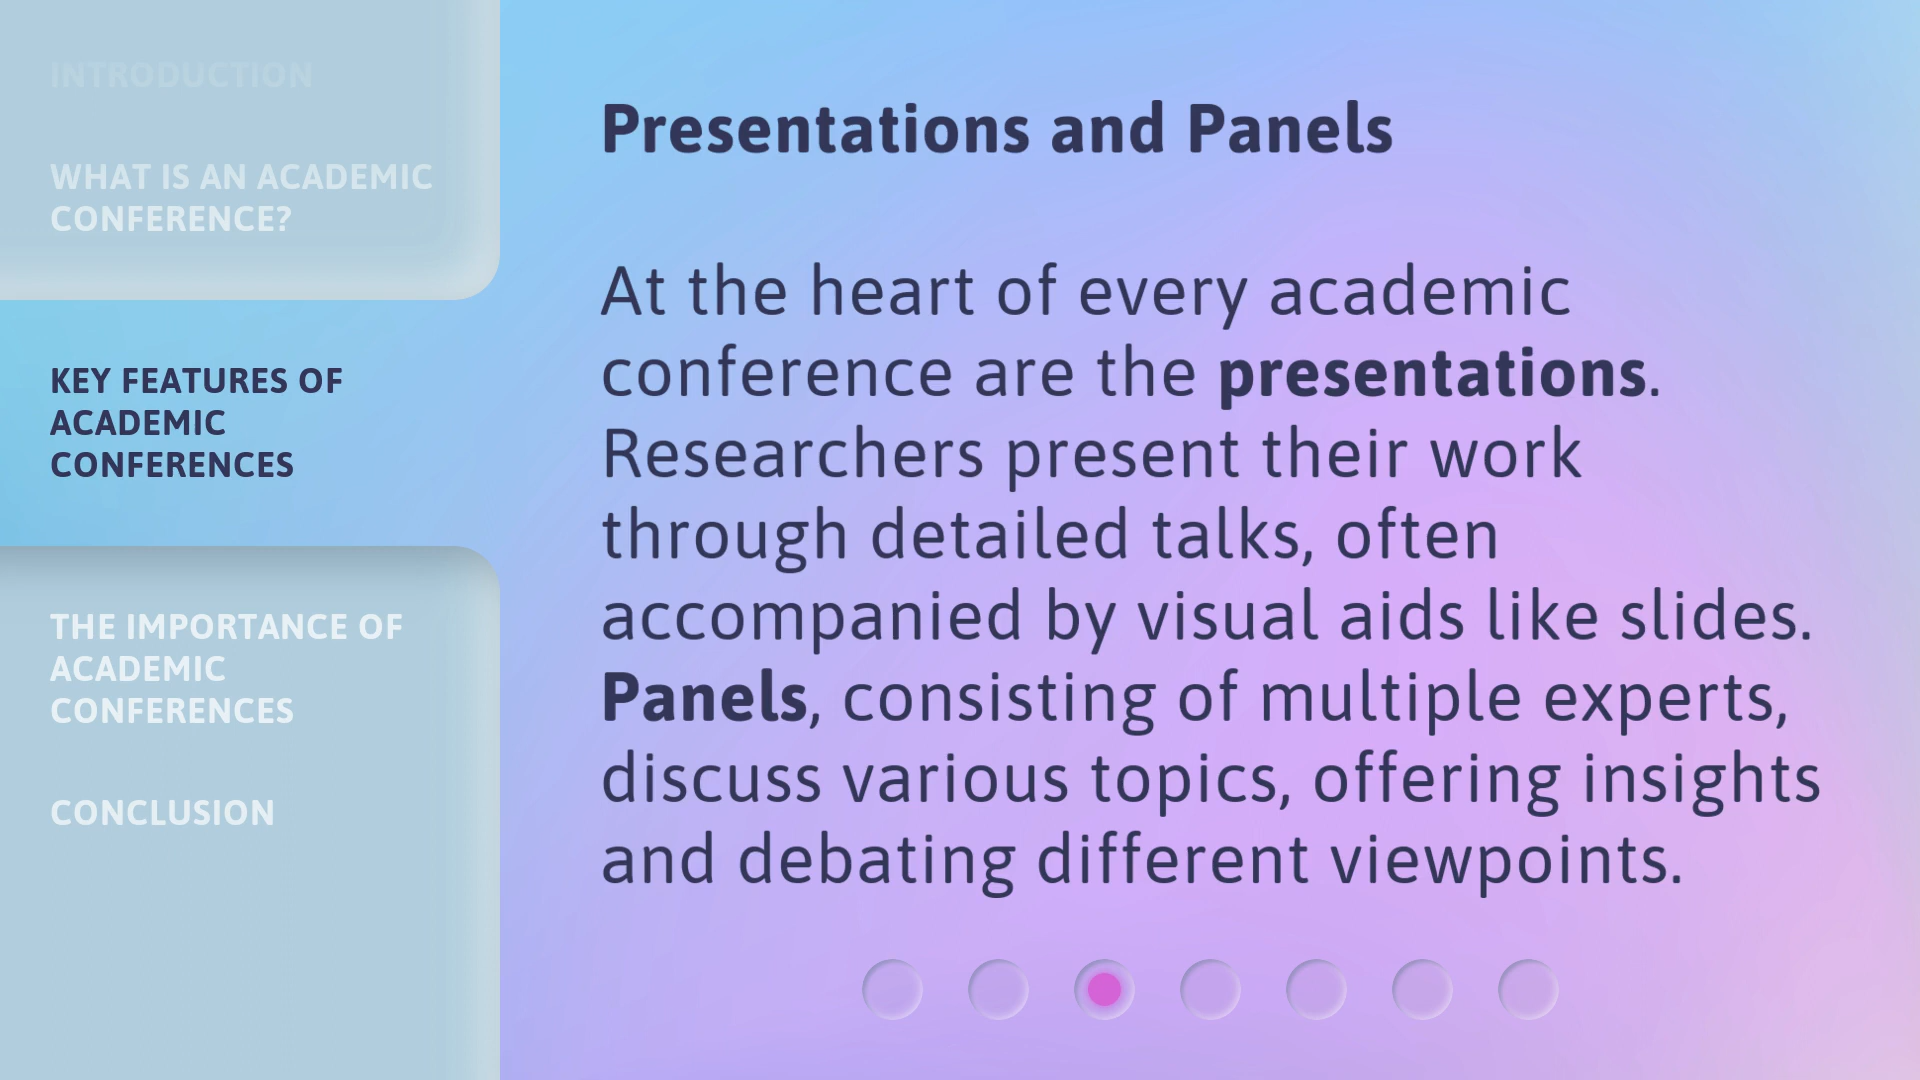 INTRODUCTION
WHAT IS AN ACADEMIC
CONFERENCE?
KEY FEATURES OF
ACADEMIC
CONFERENCES
THE IMPORTANCE OF
ACADEMIC
CONFERENCES
CONCLUSION
Presentations and Panels
At the heart of every academic
conference are the presentations.
Researchers present their work
through detailed talks, often
accompanied by visual aids like slides.
Panels, consisting of multiple experts,
discuss various topics, offering insights
and debating different viewpoints.